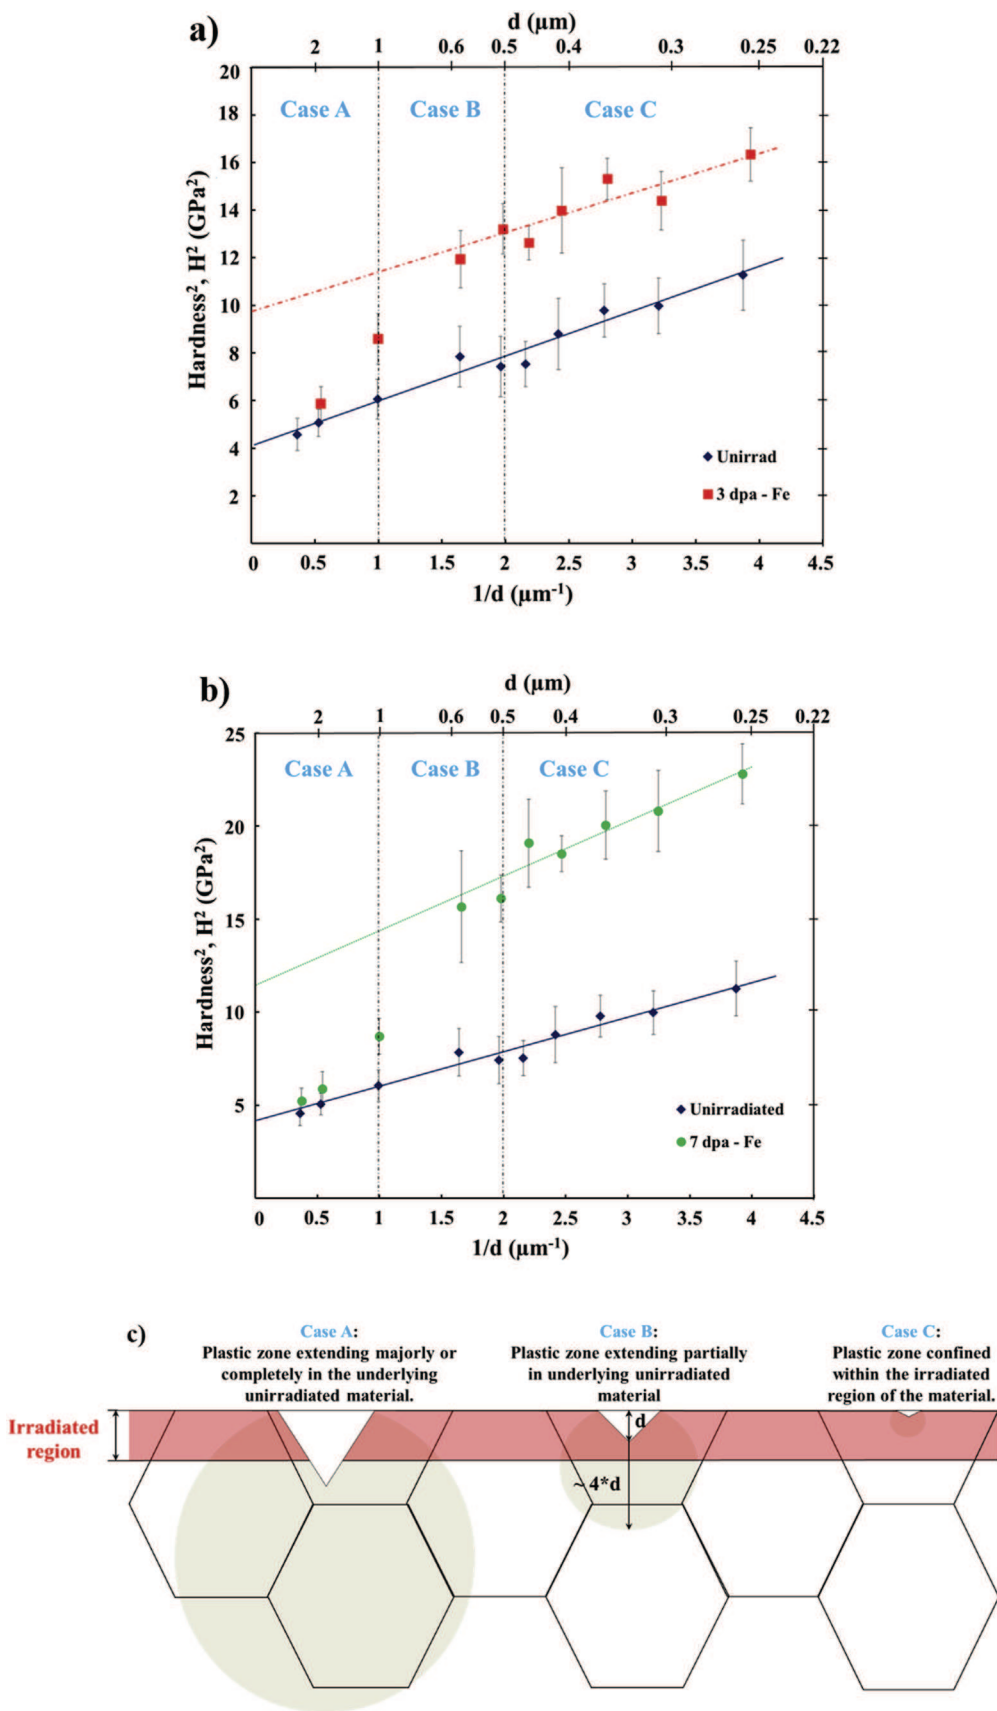 a)
d (µm)
2 1 0.6 0.5 0.4 0.3 0.25 0.22
Case A Case B Case C
Hardness², H² (GPa²)
20
18
16
14
12
10
8
6
4
2
Unirrad
3 dpa - Fe
0 0.5 1 1.5 2 2.5 3 3.5 4 4.5
1/d (µm⁻¹)
b)
d (µm)
2 1 0.6 0.5 0.4 0.3 0.25 0.22
Case A Case B Case C
Hardness², H² (GPa²)
25
20
15
10
5
Unirradiated
7 dpa - Fe
0 0.5 1 1.5 2 2.5 3 3.5 4 4.5
1/d (µm⁻¹)
c)
Case A:
Plastic zone extending majorly or
completely in the underlying
unirradiated material.
Case B:
Plastic zone extending partially
in underlying unirradiated
material
Case C:
Plastic zone confined
within the irradiated
region of the material.
Irradiated
region
d
~ 4*d